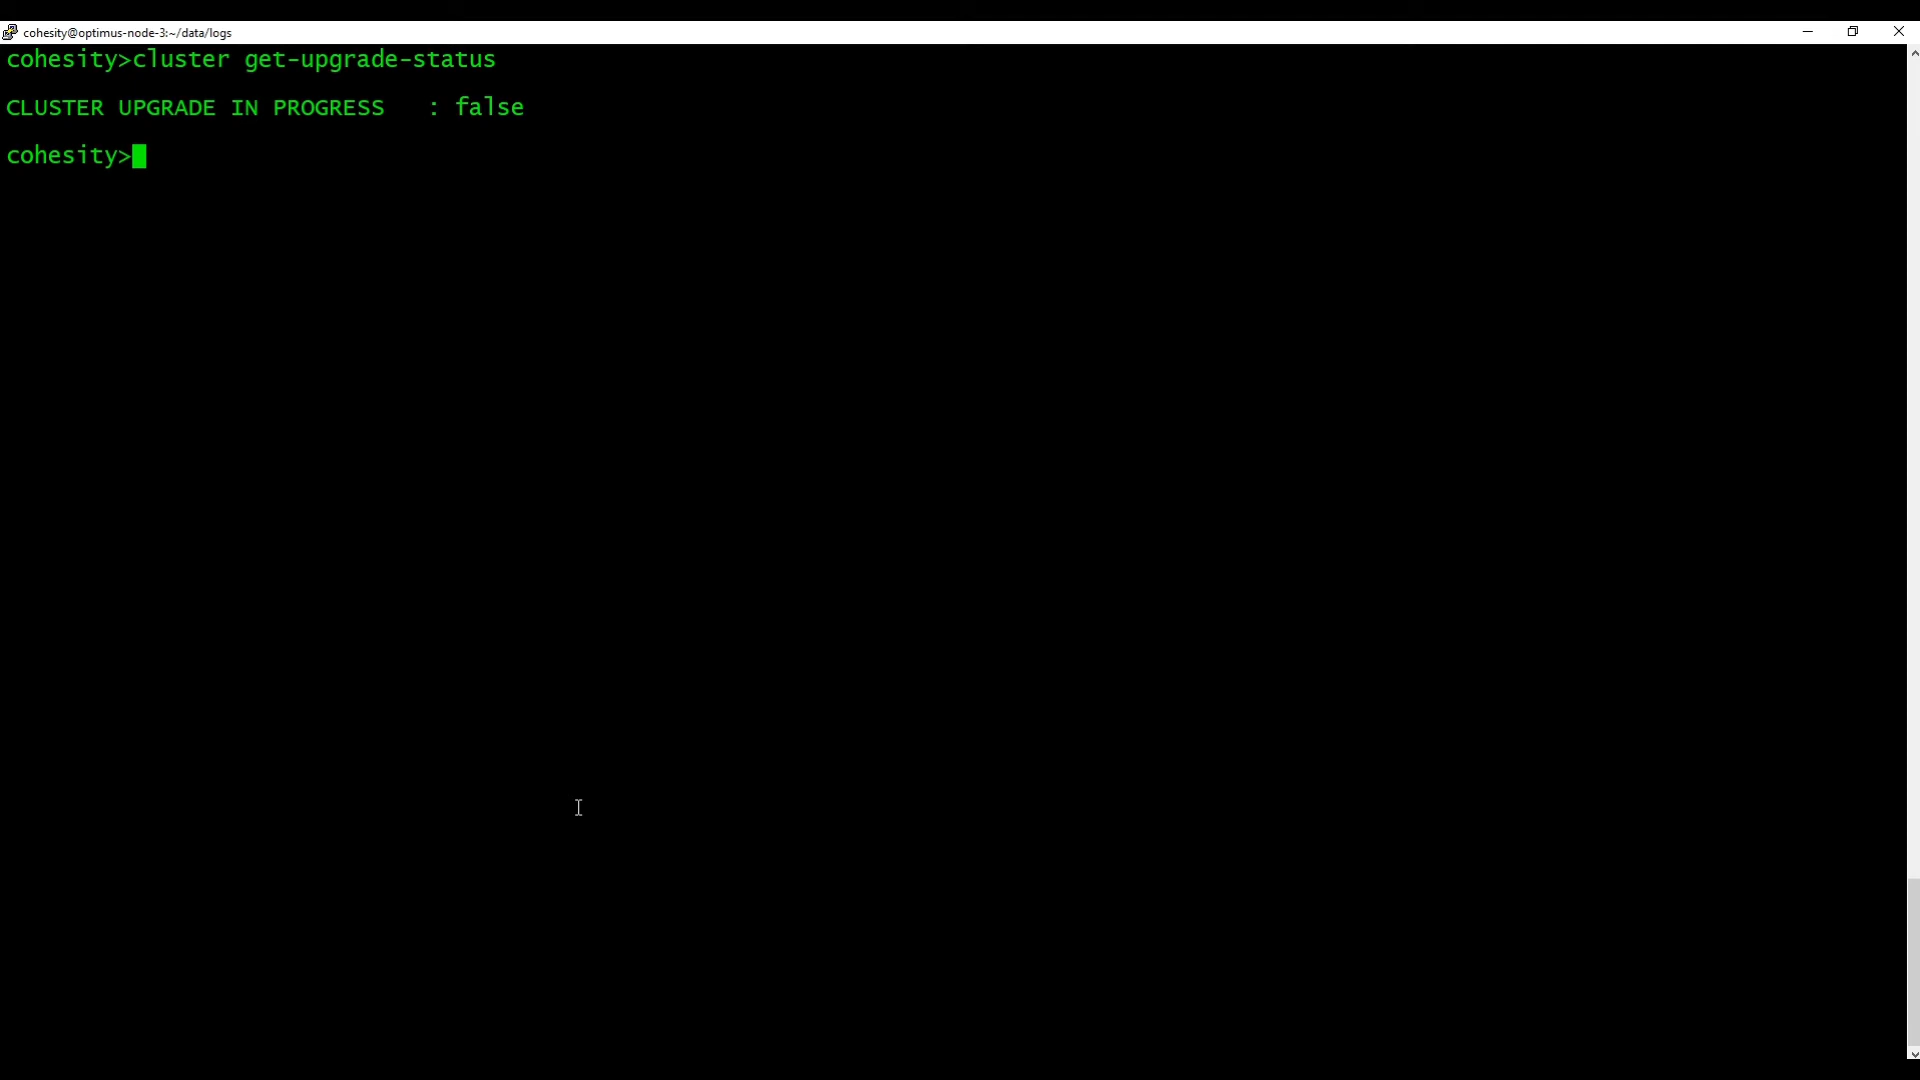 cohesity@optimus-node-3:~/data/logs
cohesity>cluster get-upgrade-status
CLUSTER UPGRADE IN PROGRESS   : false
cohesity>